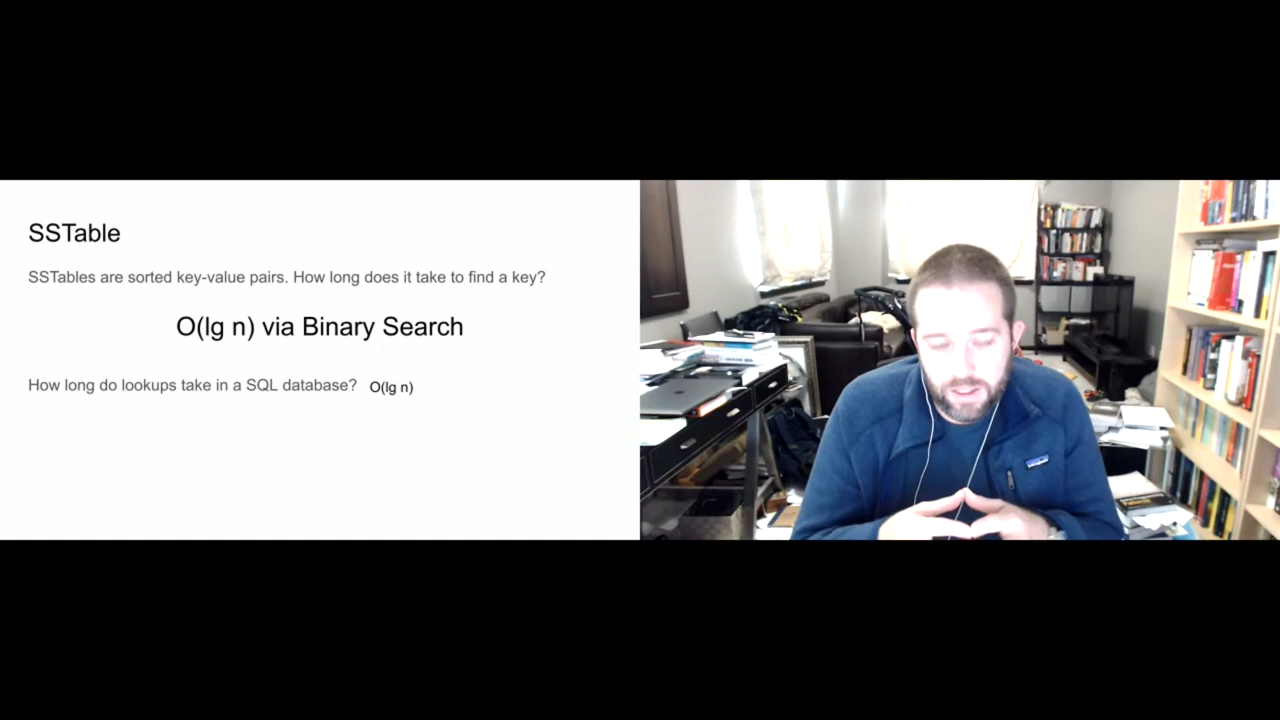 SSTable
SSTables are sorted key-value pairs. How long does it take to find a key?
O(lg n) via Binary Search
How long do lookups take in a SQL database? O(lg n)